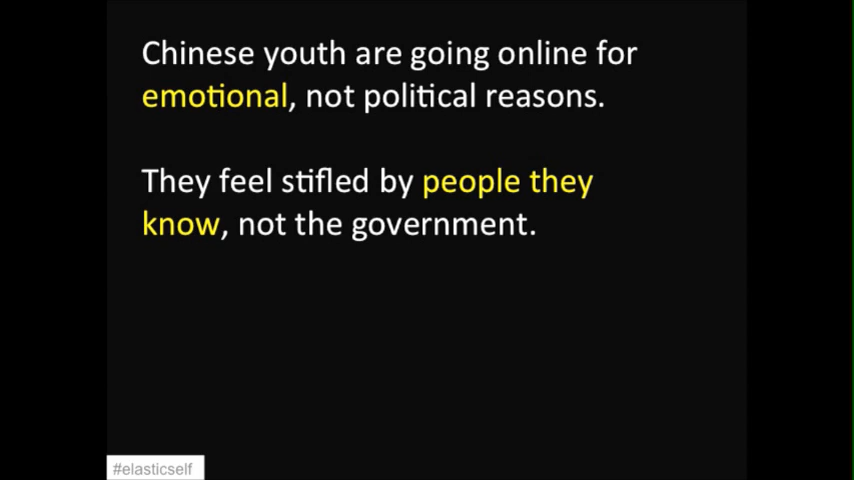 Chinese youth are going online for
emotional, not political reasons.
They feel stifled by people they
know, not the government.
#elasticself